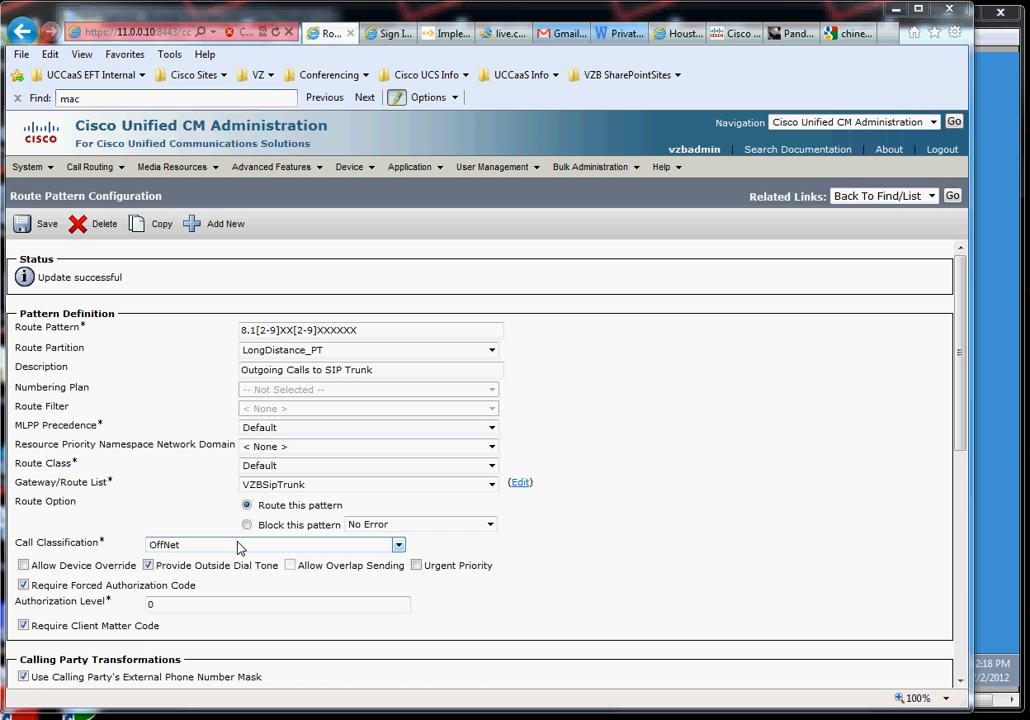 https://11.0.0.10:8443/cc
Ro...
Sign I...
Imple...
live.c...
Gmail...
Privat...
Houst...
Cisco ...
Pand...
chine...
File Edit View Favorites Tools Help
UCCaaS EFT Internal Cisco Sites VZ Conferencing Cisco UCS Info UCCaaS Info VZB SharePointSites
x Find: mac Previous Next Options
CISCO
Cisco Unified CM Administration
For Cisco Unified Communications Solutions
Navigation Cisco Unified CM Administration Go
vzbadmin Search Documentation About Logout
System Call Routing Media Resources Advanced Features Device Application User Management Bulk Administration Help
Route Pattern Configuration
Related Links: Back To Find/List Go
Save Delete Copy Add New
Status
Update successful
Pattern Definition
Route Pattern* 8.1[2-9]XX[2-9]XXXXXX
Route Partition LongDistance_PT
Description Outgoing Calls to SIP Trunk
Numbering Plan -- Not Selected --
Route Filter < None >
MLPP Precedence* Default
Resource Priority Namespace Network Domain < None >
Route Class* Default
Gateway/Route List* VZBSipTrunk (Edit)
Route Option Route this pattern
Block this pattern No Error
Call Classification* OffNet
Allow Device Override Provide Outside Dial Tone Allow Overlap Sending Urgent Priority
Require Forced Authorization Code
Authorization Level* 0
Require Client Matter Code
Calling Party Transformations
Use Calling Party's External Phone Number Mask
100%
2:18 PM
2/2/2012